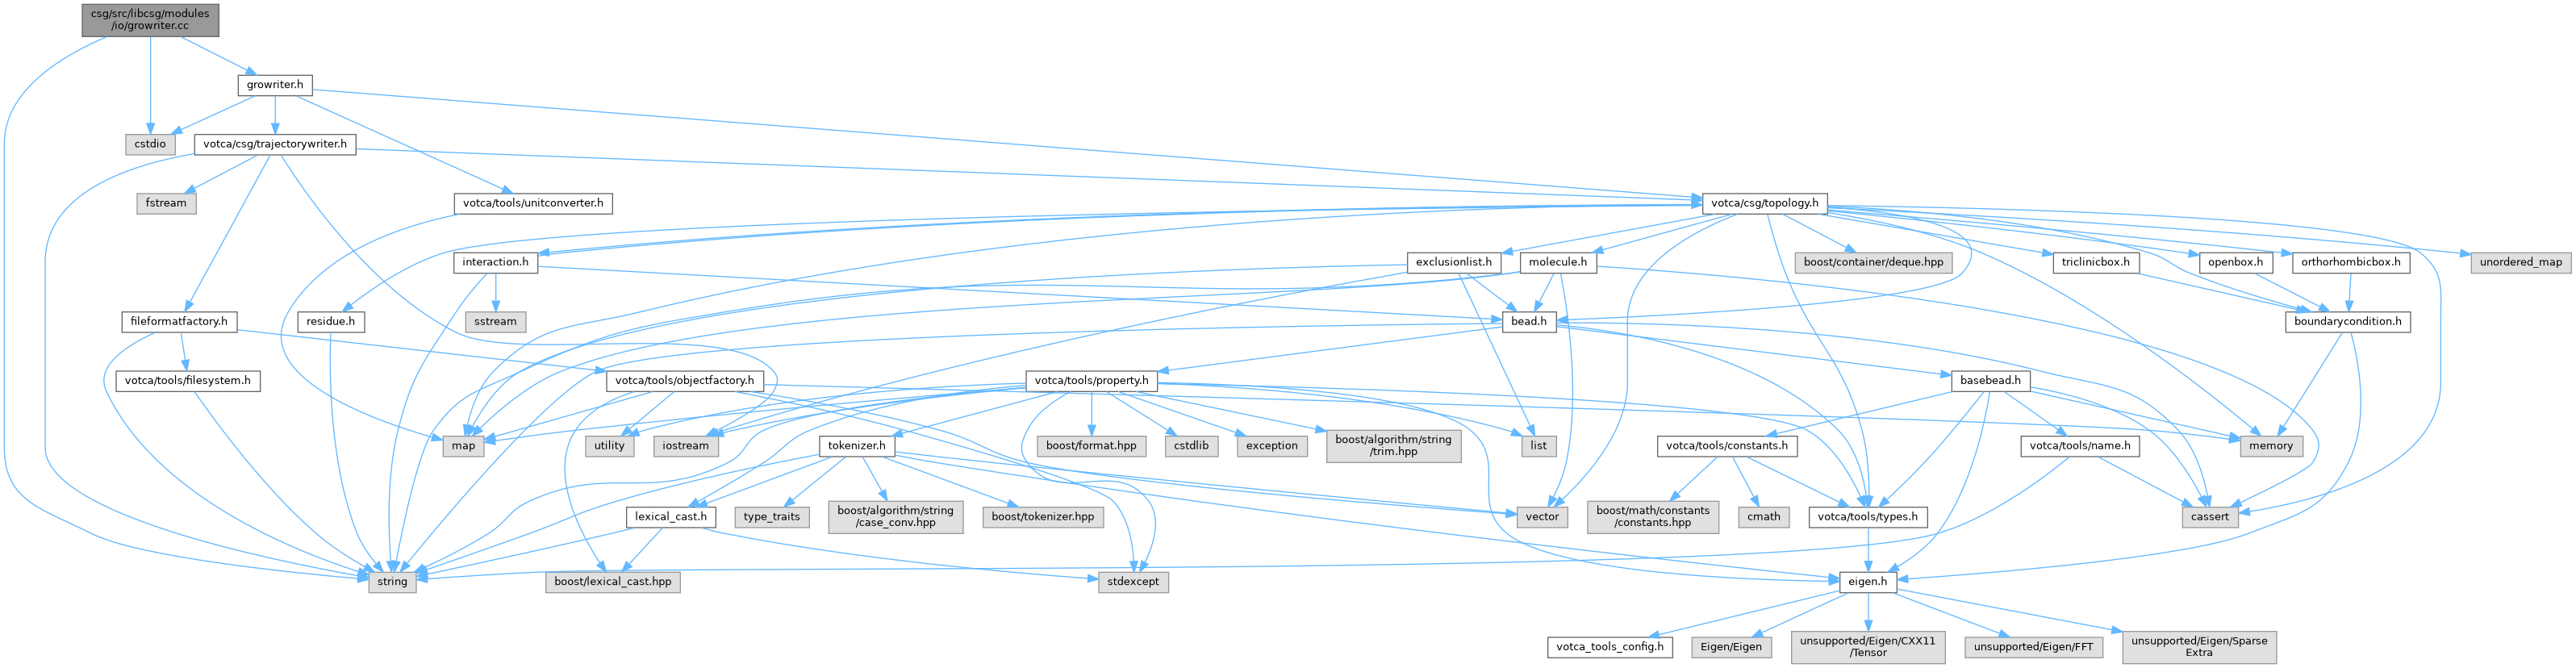 csg/src/libcsg/modules
/io/growriter.cc
growriter.h
cstdio
votca/csg/trajectorywriter.h
fstream
votca/tools/unitconverter.h
votca/csg/topology.h
interaction.h
exclusionlist.h
molecule.h
boost/container/deque.hpp
triclinicbox.h
openbox.h
orthorhombicbox.h
unordered_map
fileformatfactory.h
residue.h
sstream
bead.h
boundarycondition.h
votca/tools/filesystem.h
votca/tools/objectfactory.h
votca/tools/property.h
basebead.h
map
utility
iostream
tokenizer.h
boost/format.hpp
cstdlib
exception
boost/algorithm/string
/trim.hpp
list
votca/tools/constants.h
votca/tools/name.h
memory
lexical_cast.h
type_traits
boost/algorithm/string
/case_conv.hpp
boost/tokenizer.hpp
vector
boost/math/constants
/constants.hpp
cmath
votca/tools/types.h
cassert
string
boost/lexical_cast.hpp
stdexcept
eigen.h
votca_tools_config.h
Eigen/Eigen
unsupported/Eigen/CXX11
/Tensor
unsupported/Eigen/FFT
unsupported/Eigen/Sparse
Extra